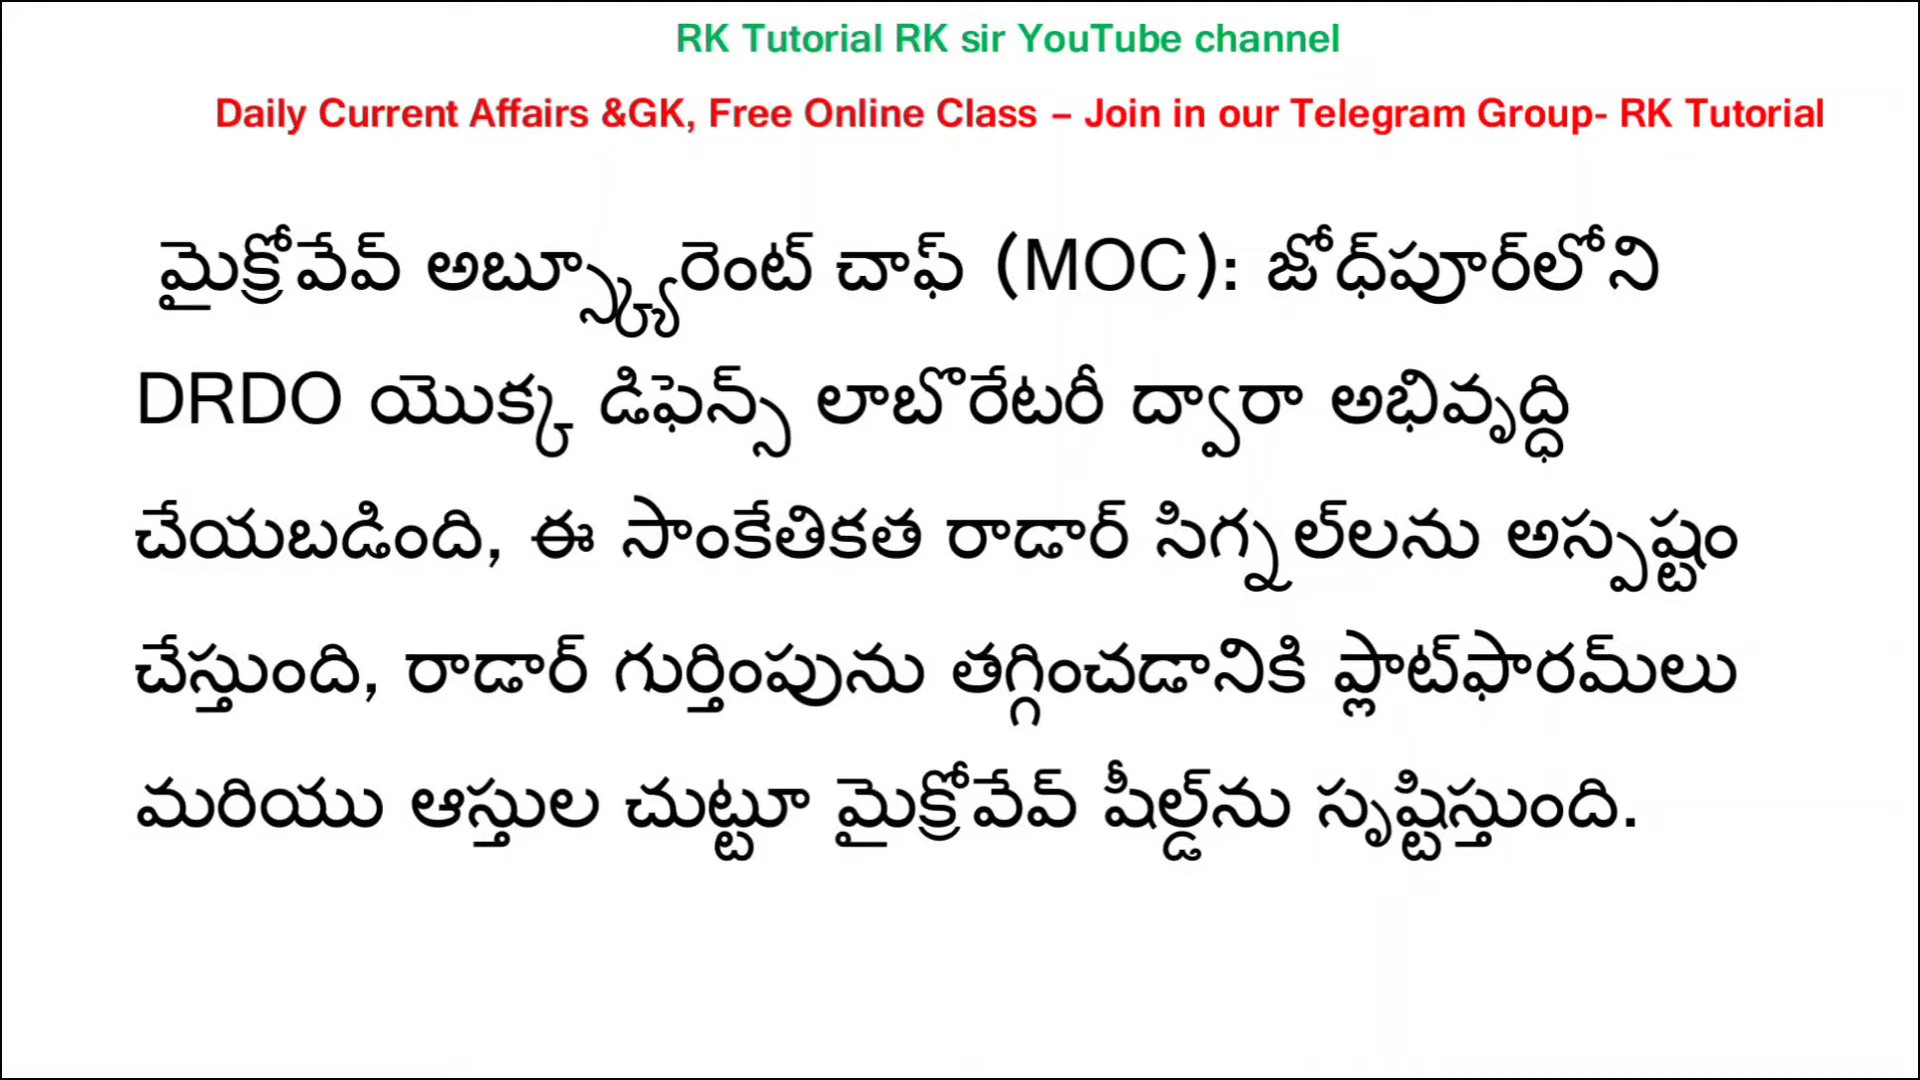 RK Tutorial RK sir YouTube channel
Daily Current Affairs &GK, Free Online Class – Join in our Telegram Group- RK Tutorial
మైక్రోవేవ్ అబ్స్క్యూరెంట్ చాఫ్ (MOC): జోధ్‌పూర్‌లోని
DRDO యొక్క డిఫెన్స్ లాబొరేటరీ ద్వారా అభివృద్ధి
చేయబడింది, ఈ సాంకేతికత రాడార్ సిగ్నల్‌లను అస్పష్టం
చేస్తుంది, రాడార్ గుర్తింపును తగ్గించడానికి ప్లాట్‌ఫారమ్‌లు
మరియు ఆస్తుల చుట్టూ మైక్రోవేవ్ షీల్డ్‌ను సృష్టిస్తుంది.